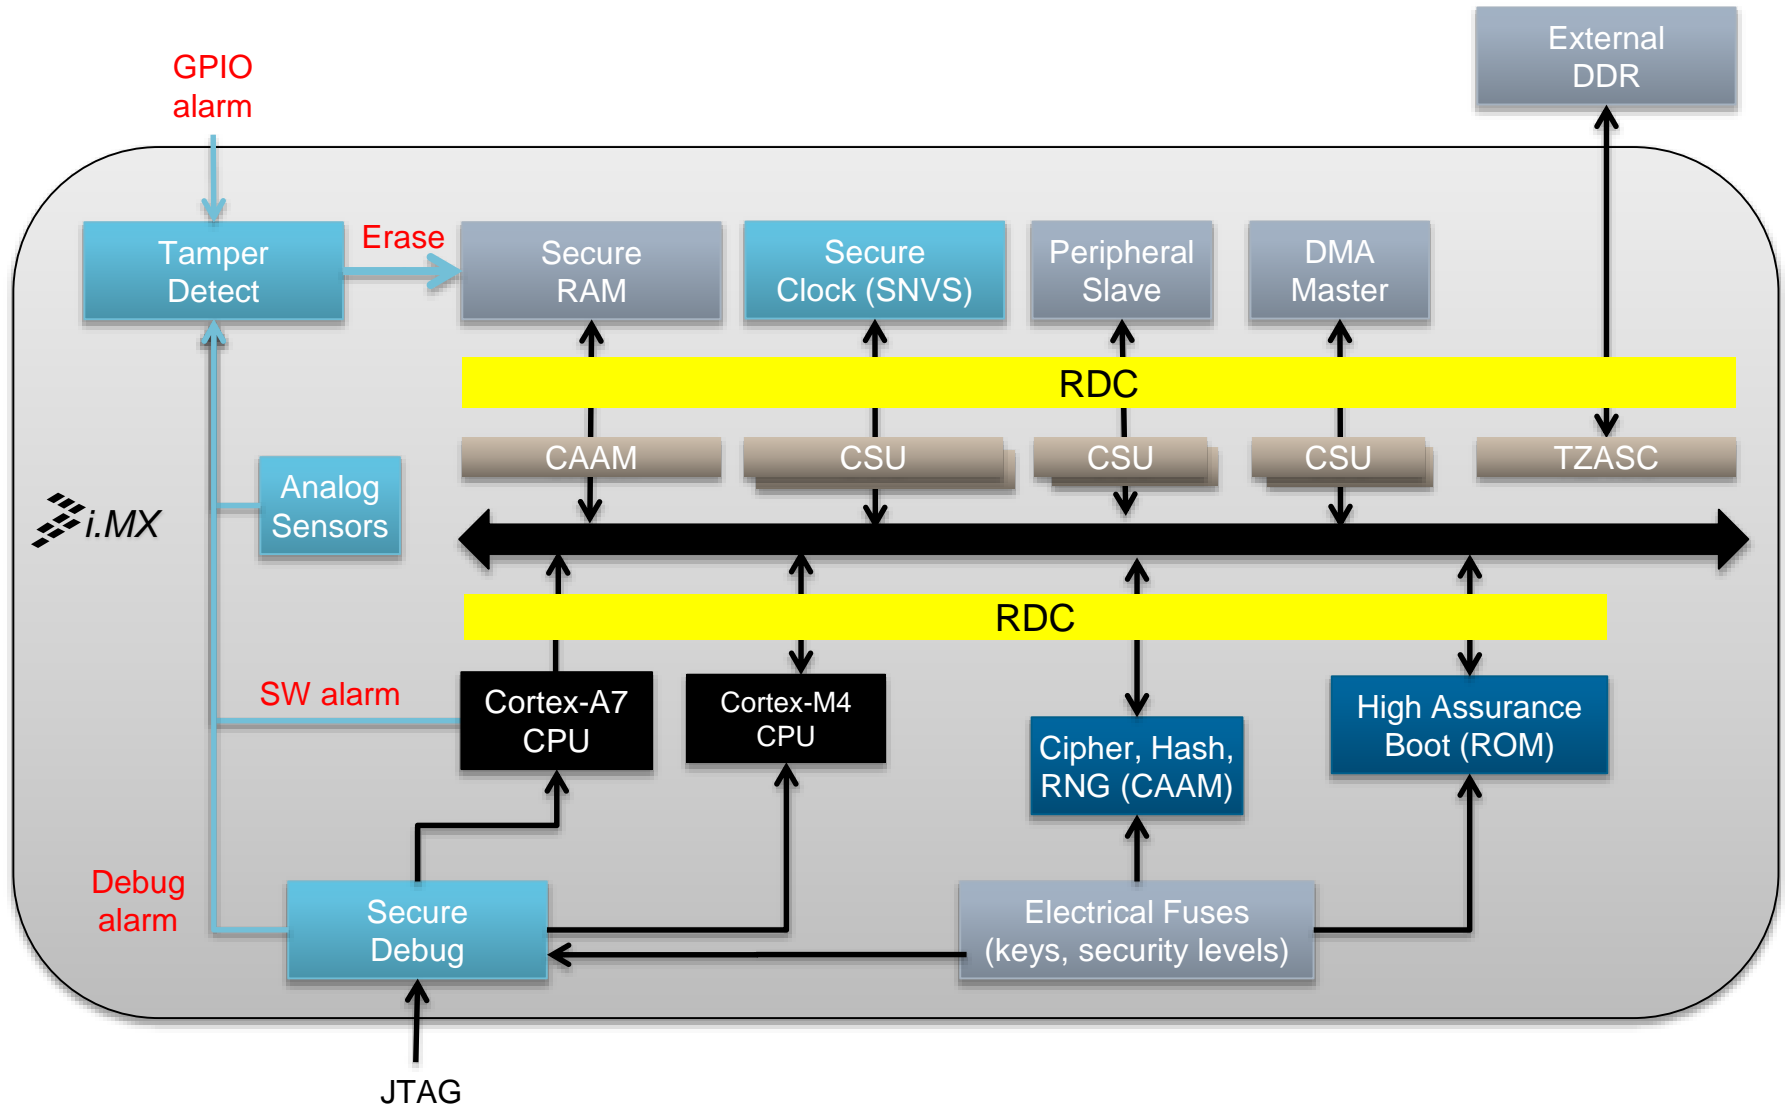 External
DDR
GPIO
alarm
Tamper
Detect
Erase
Secure
RAM
Secure
Clock (SNVS)
Peripheral
Slave
DMA
Master
RDC
CAAM
CSU
CSU
CSU
TZASC
Analog
Sensors
i.MX
RDC
SW alarm
Cortex-A7
CPU
Cortex-M4
CPU
Cipher, Hash,
RNG (CAAM)
High Assurance
Boot (ROM)
Debug
alarm
Secure
Debug
Electrical Fuses
(keys, security levels)
JTAG